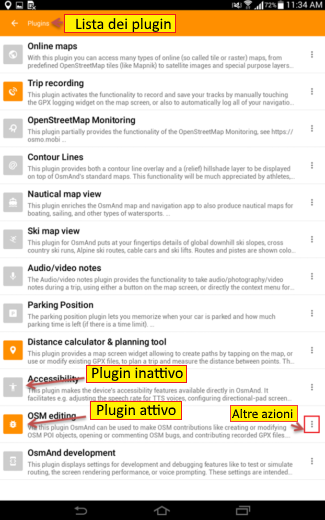 11:34 AM
Plugins
Lista dei plugin
Online maps
With this plugin you can access many types of online (so called tile or raster) maps, from
predefined OpenStreetMap tiles (like Mapnik) to satellite images and special purpose layers...
Trip recording
This plugin activates the functionality to record and save your tracks by manually touching
the GPX logging widget on the map screen, or also to automatically log all of your navigatio...
OpenStreetMap Monitoring
This plugin partially provides the functionality of the OpenStreetMap Monitoring, see https://
osmo.mobi ...
Contour Lines
This plugin provides both a contour line overlay and a (relief) hillshade layer to be displayed
on top of OsmAnd's standard maps. This functionality will be much appreciated by athletes,...
Nautical map view
This plugin enriches the OsmAnd map and navigation app to also produce nautical maps for
boating, sailing, and other types of watersports. ...
Ski map view
This plugin for OsmAnd puts at your fingertips details of global downhill ski slopes, cross
country ski runs, Alpine ski routes, cable cars and ski lifts. Routes and pistes are shown colo...
Audio/video notes
The Audio/video notes plugin provides the functionality to take audio/photography/video
notes during a trip, using either a button on the map screen, or directly the context menu for...
Parking Position
The parking position plugin lets you memorize when your car is parked and how much
parking time is left (if there is a time limit). ...
Distance calculator & planning tool
This plugin provides a map screen widget allowing to create paths by tapping on the map, or
use or modify existing GPX files, to plan a trip and measure the distance between points. Th...
Accessibility
Plugin inattivo
This plugin makes the device's accessibility features available directly in OsmAnd. It
facilitates e.g. adjusting the speech rate for TTS voices, configuring directional-pad screen...
OSM editing
Plugin attivo
Altre azioni
Via this plugin OsmAnd can be used to make OSM contributions like creating or modifying
OSM POI objects, opening or commenting OSM bugs, and contributing recorded GPX files...
OsmAnd development
This plugin displays settings for development and debugging features like to test or simulate
routing, the screen rendering performance, or voice prompting. These settings are intended...